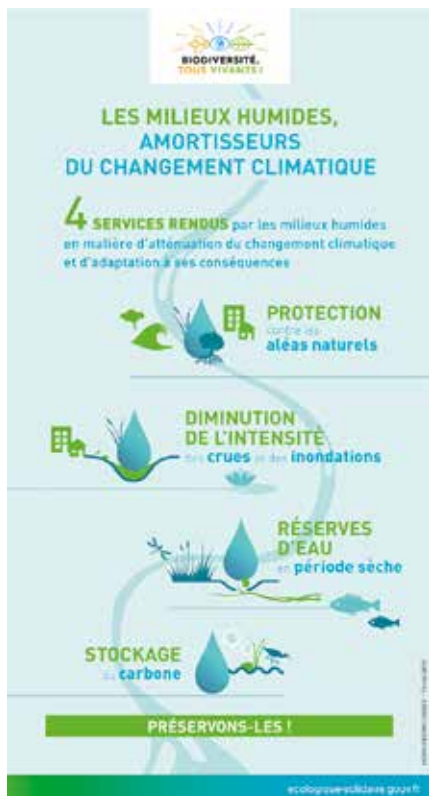 BIODIVERSITÉ.
TOUS VIVANTS !
LES MILIEUX HUMIDES,
AMORTISSEURS
DU CHANGEMENT CLIMATIQUE
4 SERVICES RENDUS par les milieux humides
en matière d'atténuation du changement climatique
et d'adaptation à ses conséquences
PROTECTION
contre les
aléas naturels
DIMINUTION
DE L'INTENSITÉ
des crues et des inondations
RÉSERVES
D'EAU
en période sèche
STOCKAGE
du carbone
PRÉSERVONS-LES !
ecologique-solidaire.gouv.fr